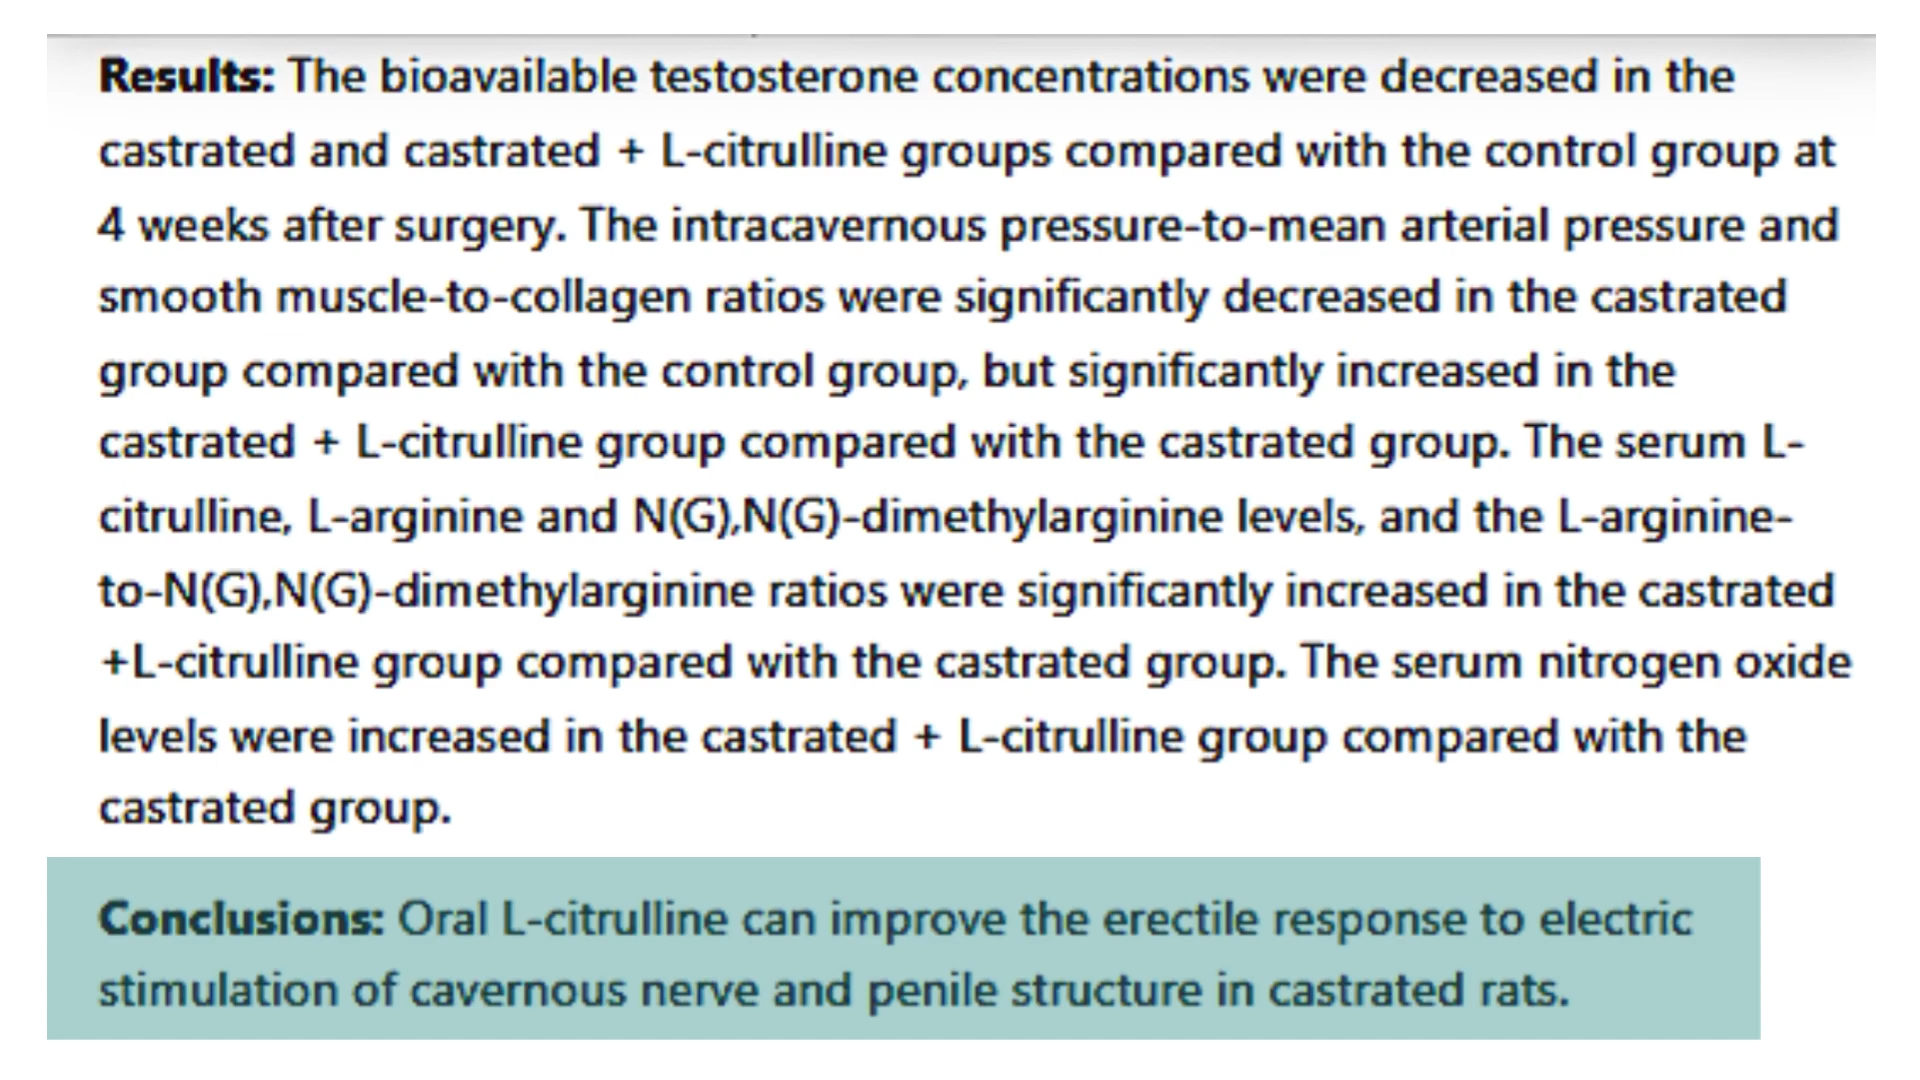 Results: The bioavailable testosterone concentrations were decreased in the
castrated and castrated + L-citrulline groups compared with the control group at
4 weeks after surgery. The intracavernous pressure-to-mean arterial pressure and
smooth muscle-to-collagen ratios were significantly decreased in the castrated
group compared with the control group, but significantly increased in the
castrated + L-citrulline group compared with the castrated group. The serum L-
citrulline, L-arginine and N(G),N(G)-dimethylarginine levels, and the L-arginine-
to-N(G),N(G)-dimethylarginine ratios were significantly increased in the castrated
+L-citrulline group compared with the castrated group. The serum nitrogen oxide
levels were increased in the castrated + L-citrulline group compared with the
castrated group.
Conclusions: Oral L-citrulline can improve the erectile response to electric
stimulation of cavernous nerve and penile structure in castrated rats.